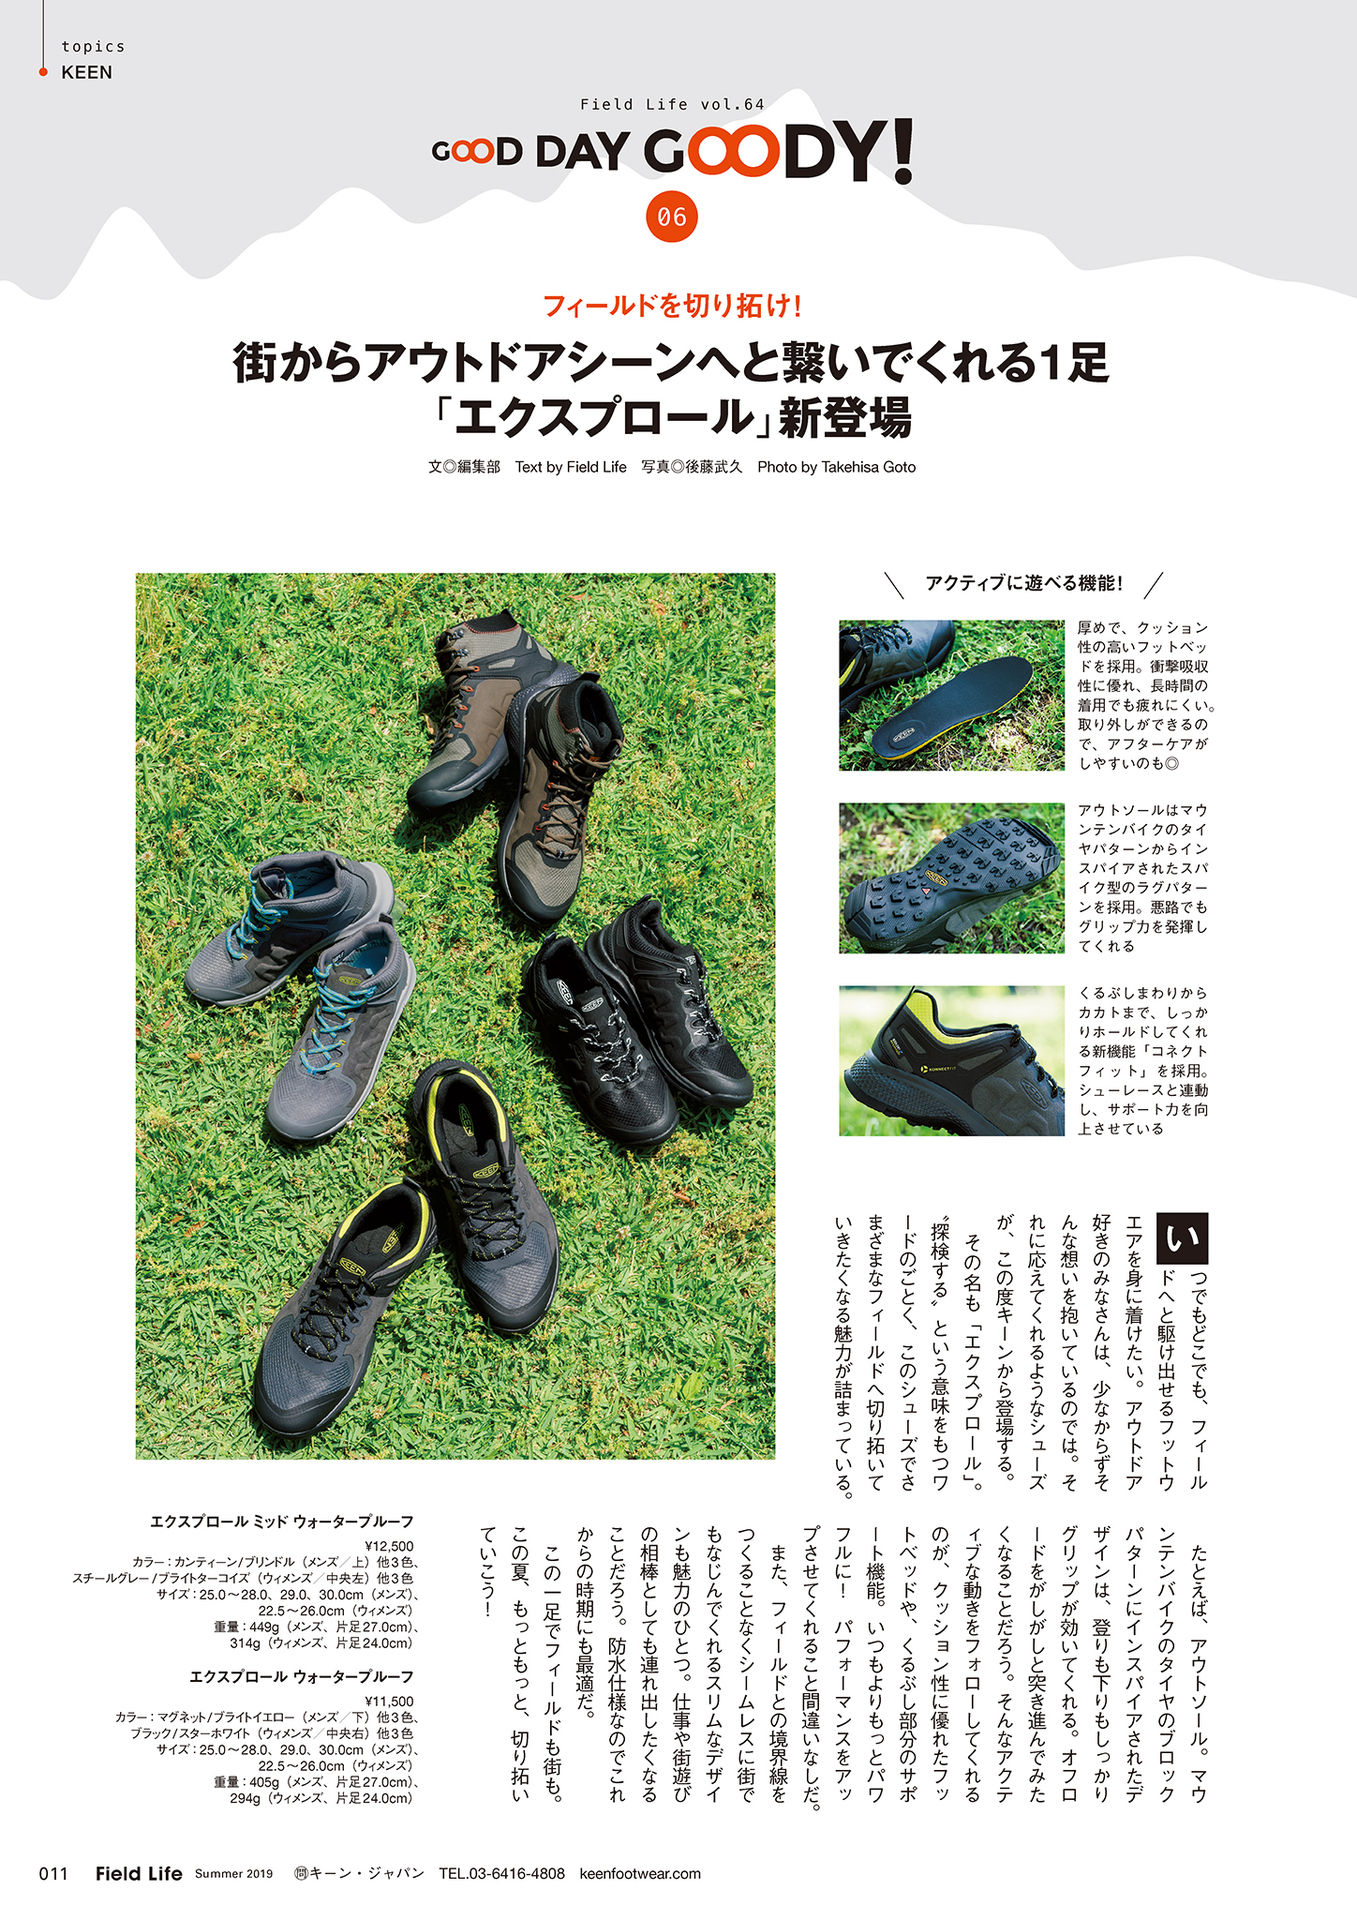 topics
KEEN
Field Life vol.64
GOOD DAY GOODY!
06
フィールドを切り拓け!
街からアウトドアシーンへと繋いでくれる1足
「エクスプロール」新登場
文◎編集部　Text by Field Life　写真◎後藤武久　Photo by Takehisa Goto
アクティブに遊べる機能!
厚めで、クッション
性の高いフットベッ
ドを採用。衝撃吸収
性に優れ、長時間の
着用でも疲れにくい。
取り外しができるの
で、アフターケアが
しやすいのも◎
アウトソールはマウ
ンテンバイクのタイ
ヤパターンからイン
スパイアされたスパ
イク型のラグパター
ンを採用。悪路でも
グリップ力を発揮し
てくれる
KONNECTFIT
くるぶしまわりから
カカトまで、しっか
りホールドしてくれ
る新機能「コネクト
フィット」を採用。
シューレースと連動
し、サポート力を向
上させている
いつでもどこでも、フィール
ドへと駆け出せるフットウ
エアを身に着けたい。アウトドア
好きのみなさんは、少なからずそ
んな想いを抱いているのでは。そ
れに応えてくれるようなシューズ
が、この度キーンから登場する。
その名も「エクスプロール」。
〝探検する〟という意味をもつワ
ードのごとく、このシューズでさ
まざまなフィールドへ切り拓いて
いきたくなる魅力が詰まっている。
たとえば、アウトソール。マウ
ンテンバイクのタイヤのブロック
パターンにインスパイアされたデ
ザインは、登りも下りもしっかり
グリップが効いてくれる。オフロ
ードをがしがしと突き進んでみた
くなることだろう。そんなアクテ
ィブな動きをフォローしてくれる
のが、クッション性に優れたフッ
トベッドや、くるぶし部分のサポ
ート機能。いつもよりもっとパワ
フルに!　パフォーマンスをアッ
プさせてくれること間違いなしだ。
また、フィールドとの境界線を
つくることなくシームレスに街で
もなじんでくれるスリムなデザイ
ンも魅力のひとつ。仕事や街遊び
の相棒としても連れ出したくなる
ことだろう。防水仕様なのでこれ
からの時期にも最適だ。
この一足でフィールドも街も。
この夏、もっともっと、切り拓い
ていこう!
エクスプロール ミッド ウォータープルーフ
¥12,500
カラー：カンティーン/ブリンドル（メンズ／上）他3色、
スチールグレー/ブライトターコイズ（ウィメンズ／中央左）他3色
サイズ：25.0〜28.0、29.0、30.0cm（メンズ）、
22.5〜26.0cm（ウィメンズ）
重量：449g（メンズ、片足27.0cm）、
314g（ウィメンズ、片足24.0cm）
エクスプロール ウォータープルーフ
¥11,500
カラー：マグネット/ブライトイエロー（メンズ／下）他3色、
ブラック/スターホワイト（ウィメンズ／中央右）他3色
サイズ：25.0〜28.0、29.0、30.0cm（メンズ）、
22.5〜26.0cm（ウィメンズ）
重量：405g（メンズ、片足27.0cm）、
294g（ウィメンズ、片足24.0cm）
011 Field Life Summer 2019 ㉄キーン・ジャパン　TEL.03-6416-4808　keenfootwear.com